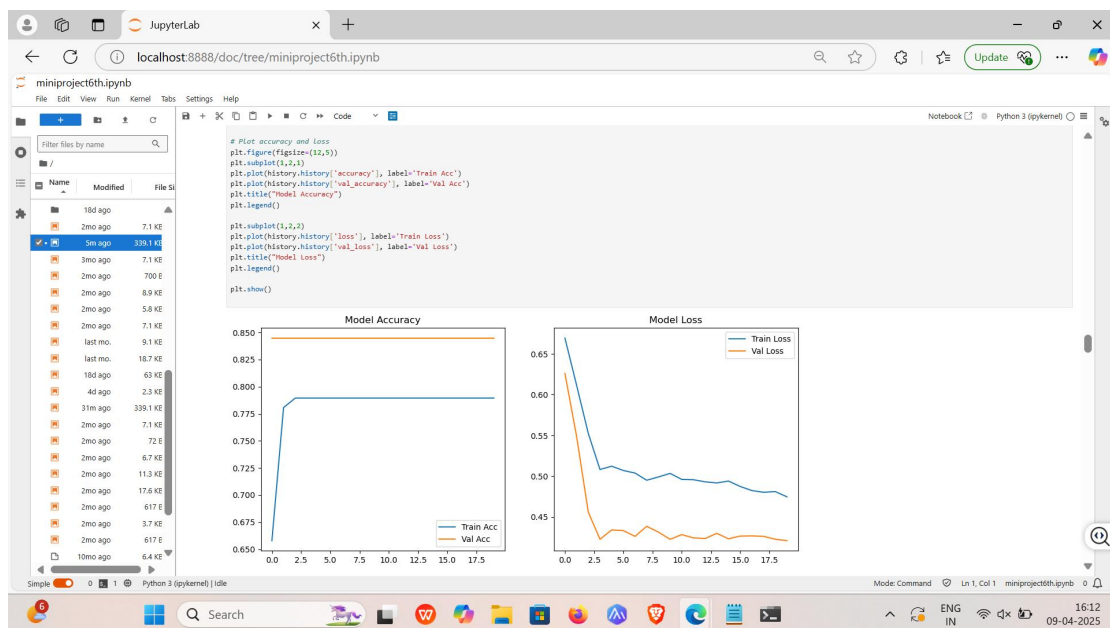 JupyterLab
localhost:8888/doc/tree/miniproject6th.ipynb
Update
miniproject6th.ipynb
File Edit View Run Kernel Tabs Settings Help
Code
Notebook
Python 3 (ipykernel)
Filter files by name
/
Name Modified File Si
18d ago
2mo ago 7.1 KE
5m ago 339.1 KE
3mo ago 7.1 KE
2mo ago 700 E
2mo ago 8.9 KE
2mo ago 5.8 KE
2mo ago 7.1 KE
last mo. 9.1 KE
last mo. 18.7 KE
18d ago 63 KE
4d ago 2.3 KE
31m ago 339.1 KE
2mo ago 7.1 KE
2mo ago 72 E
2mo ago 6.7 KE
2mo ago 11.3 KE
2mo ago 17.6 KE
2mo ago 617 E
2mo ago 3.7 KE
2mo ago 617 E
10mo ago 6.4 KE
# Plot accuracy and loss
plt.figure(figsize=(12,5))
plt.subplot(1,2,1)
plt.plot(history.history['accuracy'], label='Train Acc')
plt.plot(history.history['val_accuracy'], label='Val Acc')
plt.title("Model Accuracy")
plt.legend()
plt.subplot(1,2,2)
plt.plot(history.history['loss'], label='Train Loss')
plt.plot(history.history['val_loss'], label='Val Loss')
plt.title("Model Loss")
plt.legend()
plt.show()
Model Accuracy
0.850
0.825
0.800
0.775
0.750
0.725
0.700
0.675
0.650
Train Acc
Val Acc
0.0 2.5 5.0 7.5 10.0 12.5 15.0 17.5
Model Loss
Train Loss
Val Loss
0.65
0.60
0.55
0.50
0.45
0.0 2.5 5.0 7.5 10.0 12.5 15.0 17.5
Simple 0 1 Python 3 (ipykernel) | Idle
Mode: Command Ln 1, Col 1 miniproject6th.ipynb 0
6
Search
ENG
IN
16:12
09-04-2025